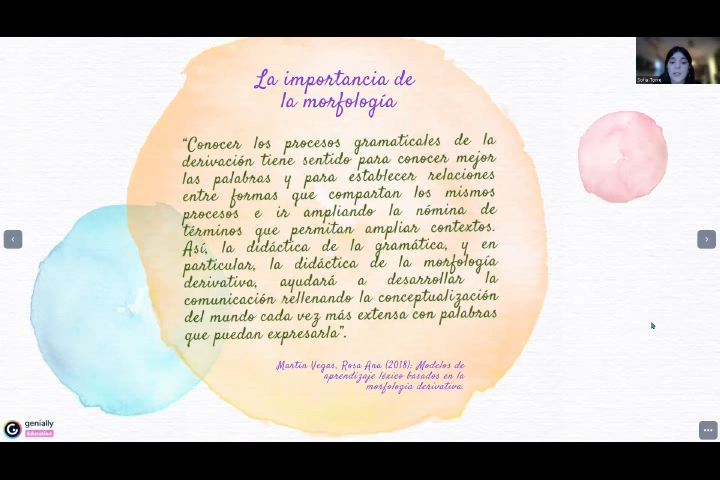 La importancia de
la morfología
"Conocer los procesos gramaticales de la
derivación tiene sentido para conocer mejor
las palabras y para establecer relaciones
entre formas que compartan los mismos
procesos e ir ampliando la nómina de
términos que permitan ampliar contextos.
Así, la didáctica de la gramática, y en
particular, la didáctica de la morfología
derivativa, ayudará a desarrollar la
comunicación rellenando la conceptualización
del mundo cada vez más extensa con palabras
que puedan expresarla".
Martín Vegas, Rosa Ana (2018): Modelos de
aprendizaje léxico basados en la
morfología derivativa.
Sofía Torre
genially
Education